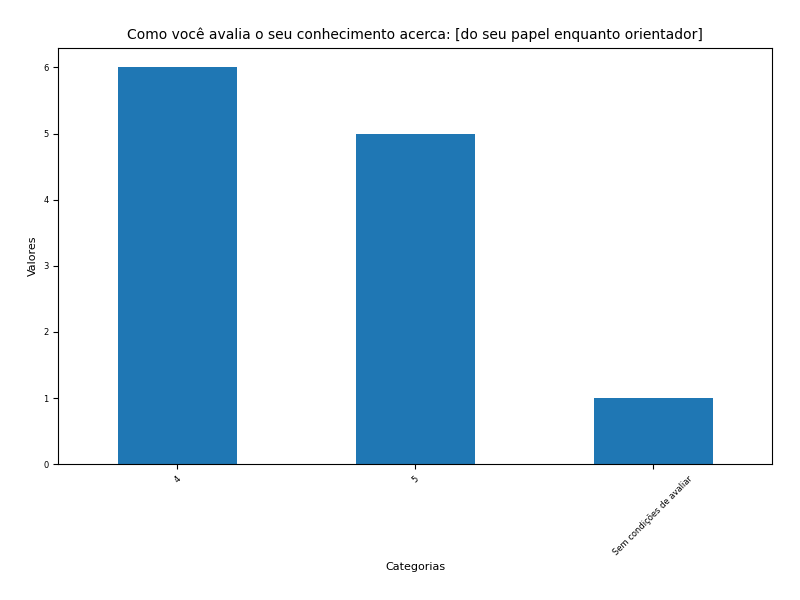 Como você avalia o seu conhecimento acerca: [do seu papel enquanto orientador]
6
5
4
3
2
1
0
Valores
4
5
Sem condições de avaliar
Categorias